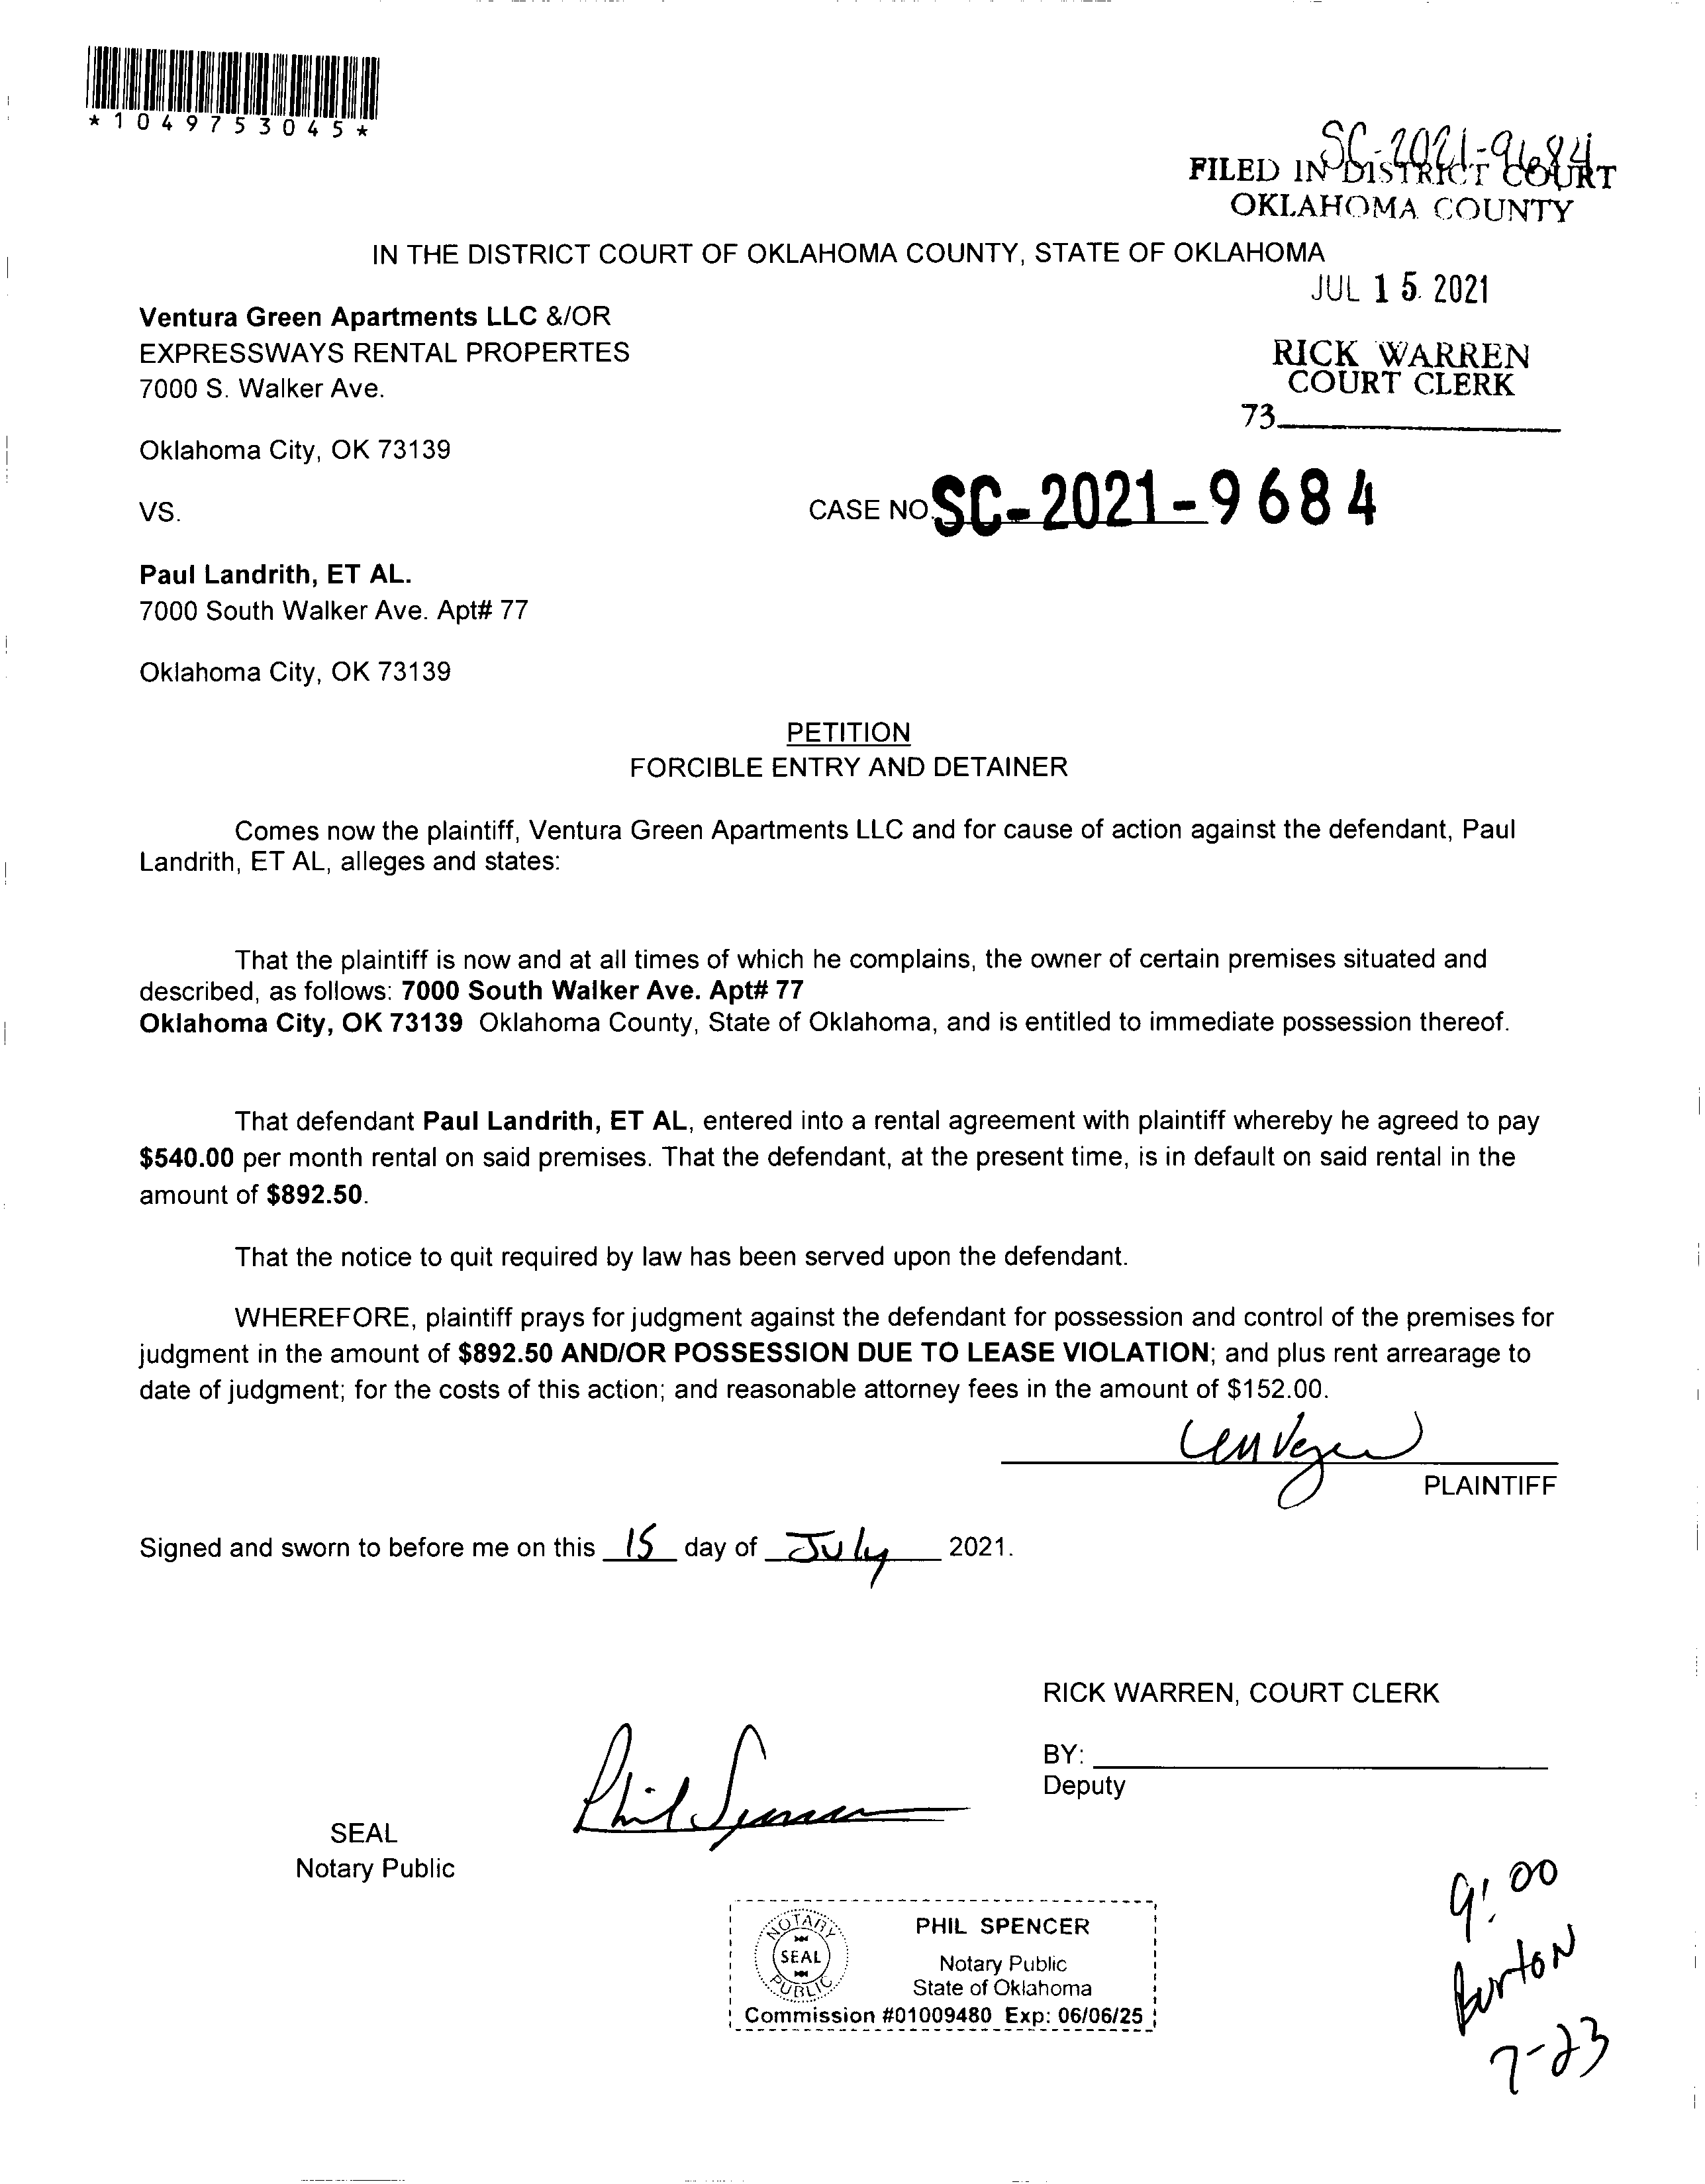 *1049753045*
SC-2021-9684
FILED IN DISTRICT COURT
OKLAHOMA COUNTY
IN THE DISTRICT COURT OF OKLAHOMA COUNTY, STATE OF OKLAHOMA
JUL 15 2021
Ventura Green Apartments LLC &/OR
EXPRESSWAYS RENTAL PROPERTES
7000 S. Walker Ave.
RICK WARREN
COURT CLERK
73
Oklahoma City, OK 73139
VS.
CASE NO. SC-2021-9684
Paul Landrith, ET AL.
7000 South Walker Ave. Apt# 77
Oklahoma City, OK 73139
PETITION
FORCIBLE ENTRY AND DETAINER
Comes now the plaintiff, Ventura Green Apartments LLC and for cause of action against the defendant, Paul
Landrith, ET AL, alleges and states:
That the plaintiff is now and at all times of which he complains, the owner of certain premises situated and
described, as follows: 7000 South Walker Ave. Apt# 77
Oklahoma City, OK 73139 Oklahoma County, State of Oklahoma, and is entitled to immediate possession thereof.
That defendant Paul Landrith, ET AL, entered into a rental agreement with plaintiff whereby he agreed to pay
$540.00 per month rental on said premises. That the defendant, at the present time, is in default on said rental in the
amount of $892.50.
That the notice to quit required by law has been served upon the defendant.
WHEREFORE, plaintiff prays for judgment against the defendant for possession and control of the premises for
judgment in the amount of $892.50 AND/OR POSSESSION DUE TO LEASE VIOLATION; and plus rent arrearage to
date of judgment; for the costs of this action; and reasonable attorney fees in the amount of $152.00.
PLAINTIFF
Signed and sworn to before me on this 15 day of July 2021.
RICK WARREN, COURT CLERK
BY:
Deputy
Phil Spencer
SEAL
Notary Public
NOTARY
SEAL
PUBLIC
PHIL SPENCER
Notary Public
State of Oklahoma
Commission #01009480 Exp: 06/06/25
9:00
Burton
7-23